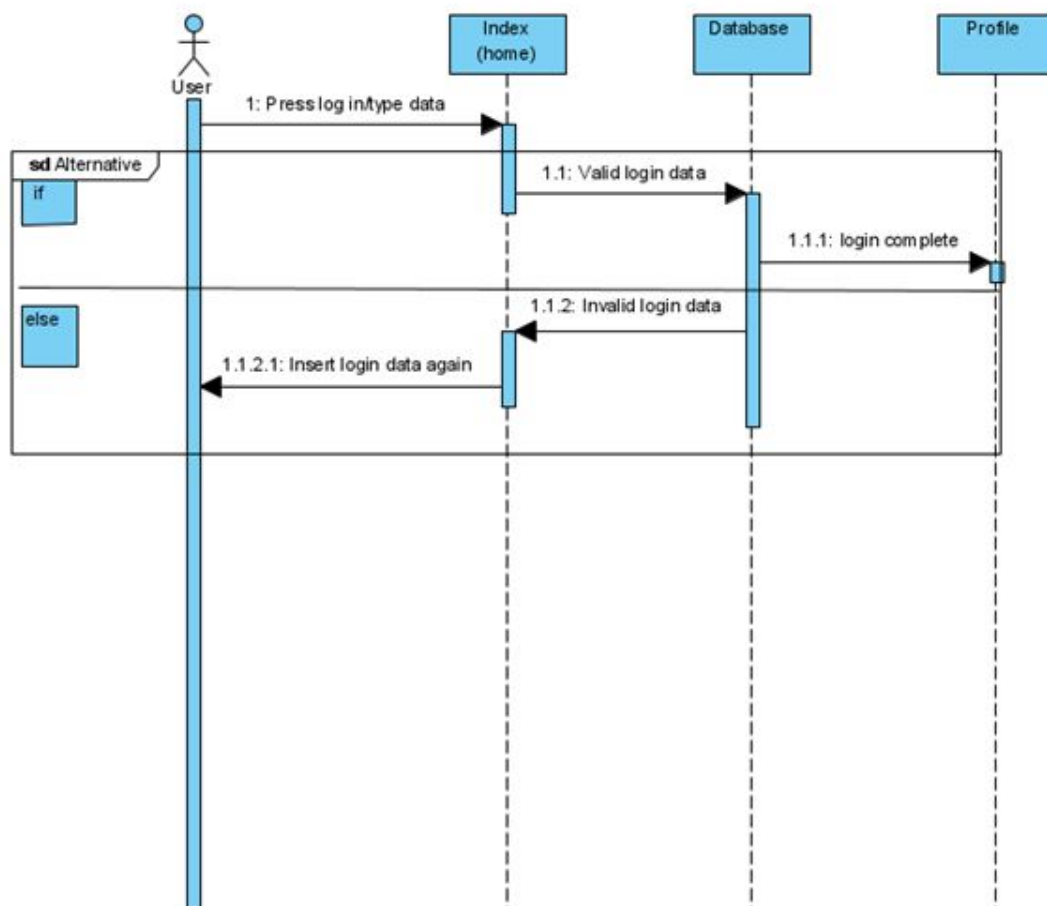 Index
(home)
Database
Profile
User
1: Press log in/type data
sd Alternative
if
1.1: Valid login data
1.1.1: login complete
else
1.1.2: Invalid login data
1.1.2.1: Insert login data again